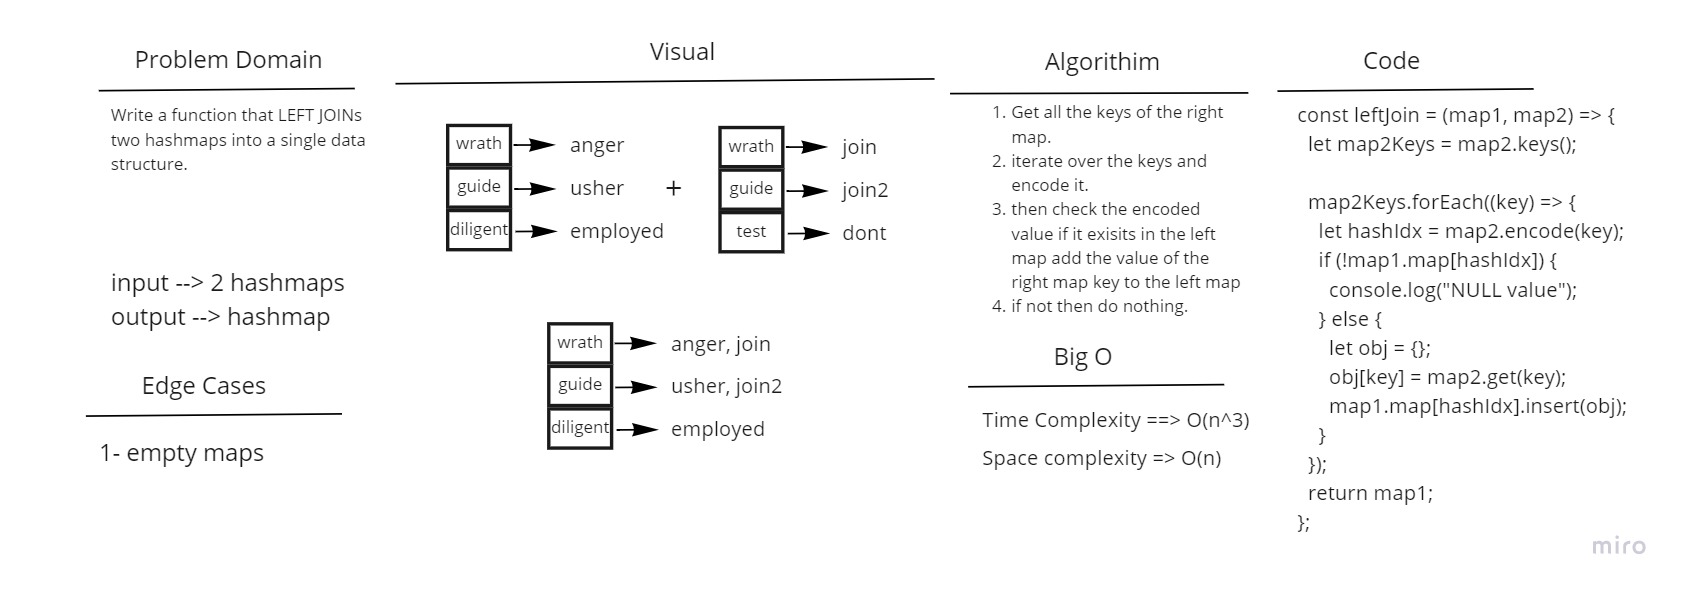 Problem Domain
Write a function that LEFT JOINs
two hashmaps into a single data
structure.
input --> 2 hashmaps
output --> hashmap
Edge Cases
1- empty maps
Visual
wrath anger
guide usher
diligent employed
+
wrath join
guide join2
test dont
wrath anger, join
guide usher, join2
diligent employed
Algorithim
1. Get all the keys of the right
map.
2. iterate over the keys and
encode it.
3. then check the encoded
value if it exisits in the left
map add the value of the
right map key to the left map
4. if not then do nothing.
Big O
Time Complexity ==> O(n^3)
Space complexity => O(n)
Code
const leftJoin = (map1, map2) => {
let map2Keys = map2.keys();
map2Keys.forEach((key) => {
let hashIdx = map2.encode(key);
if (!map1.map[hashIdx]) {
console.log("NULL value");
} else {
let obj = {};
obj[key] = map2.get(key);
map1.map[hashIdx].insert(obj);
}
});
return map1;
};
miro